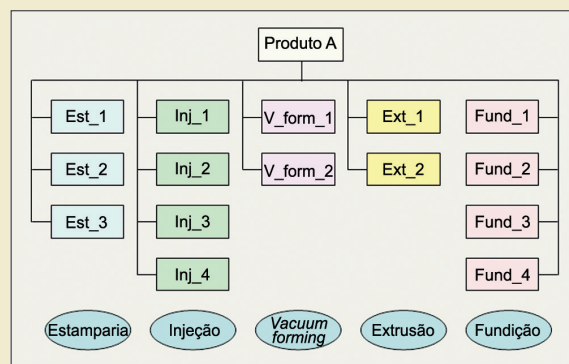 Produto A
Est_1 Inj_1 V_form_1 Ext_1 Fund_1
Est_2 Inj_2 V_form_2 Ext_2 Fund_2
Est_3 Inj_3 Fund_3
Inj_4 Fund_4
Estamparia Injeção Vacuum forming Extrusão Fundição